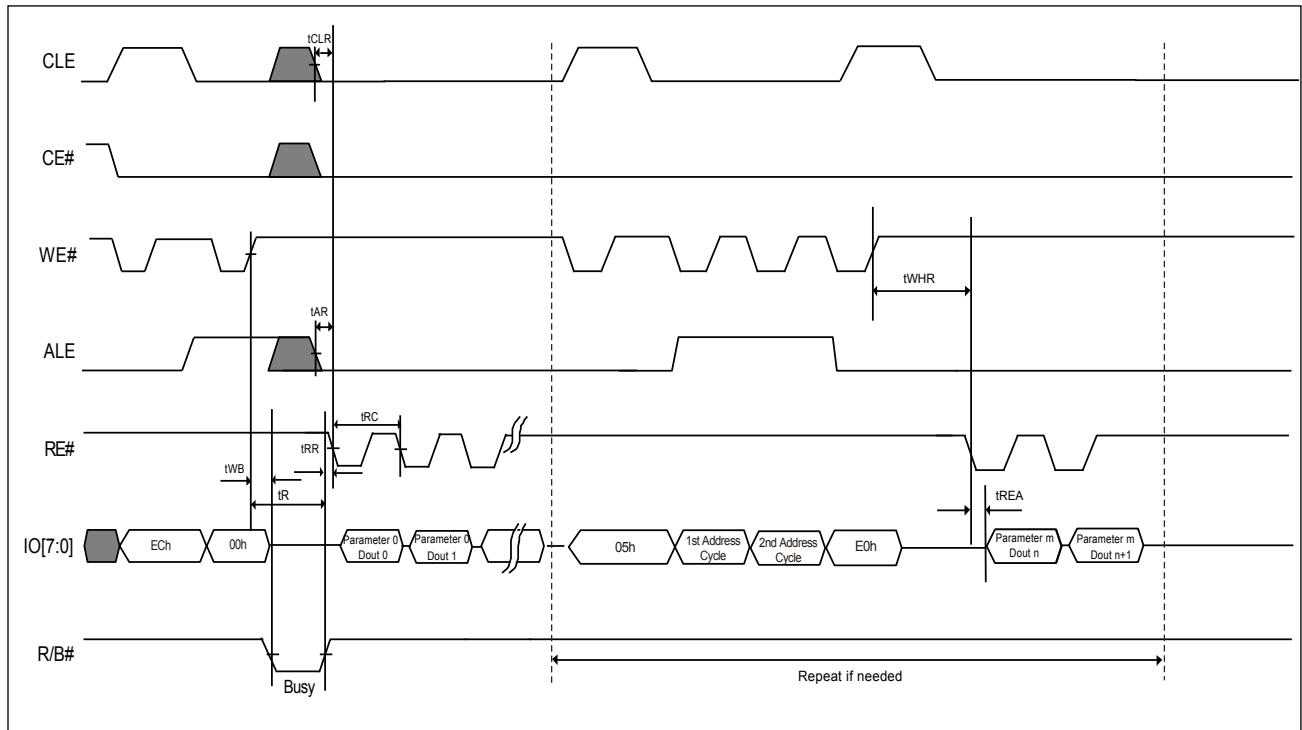 tCLR
CLE
CE#
WE#
tWHR
tAR
ALE
tRC
RE#
tRR
tWB
tR
tREA
IO[7:0]
ECh
00h
Parameter 0
Dout 0
Parameter 0
Dout 1
05h
1st Address
Cycle
2nd Address
Cycle
E0h
Parameter m
Dout n
Parameter m
Dout n+1
R/B#
Busy
Repeat if needed